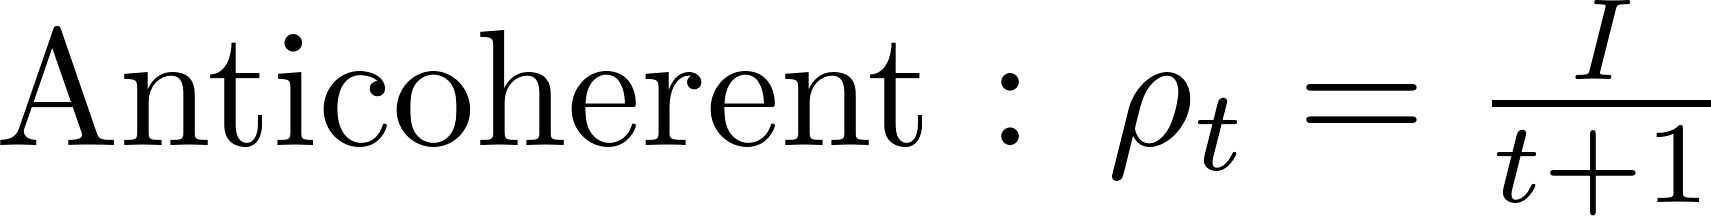 Anticoherent : ρ_t = I/(t+1)